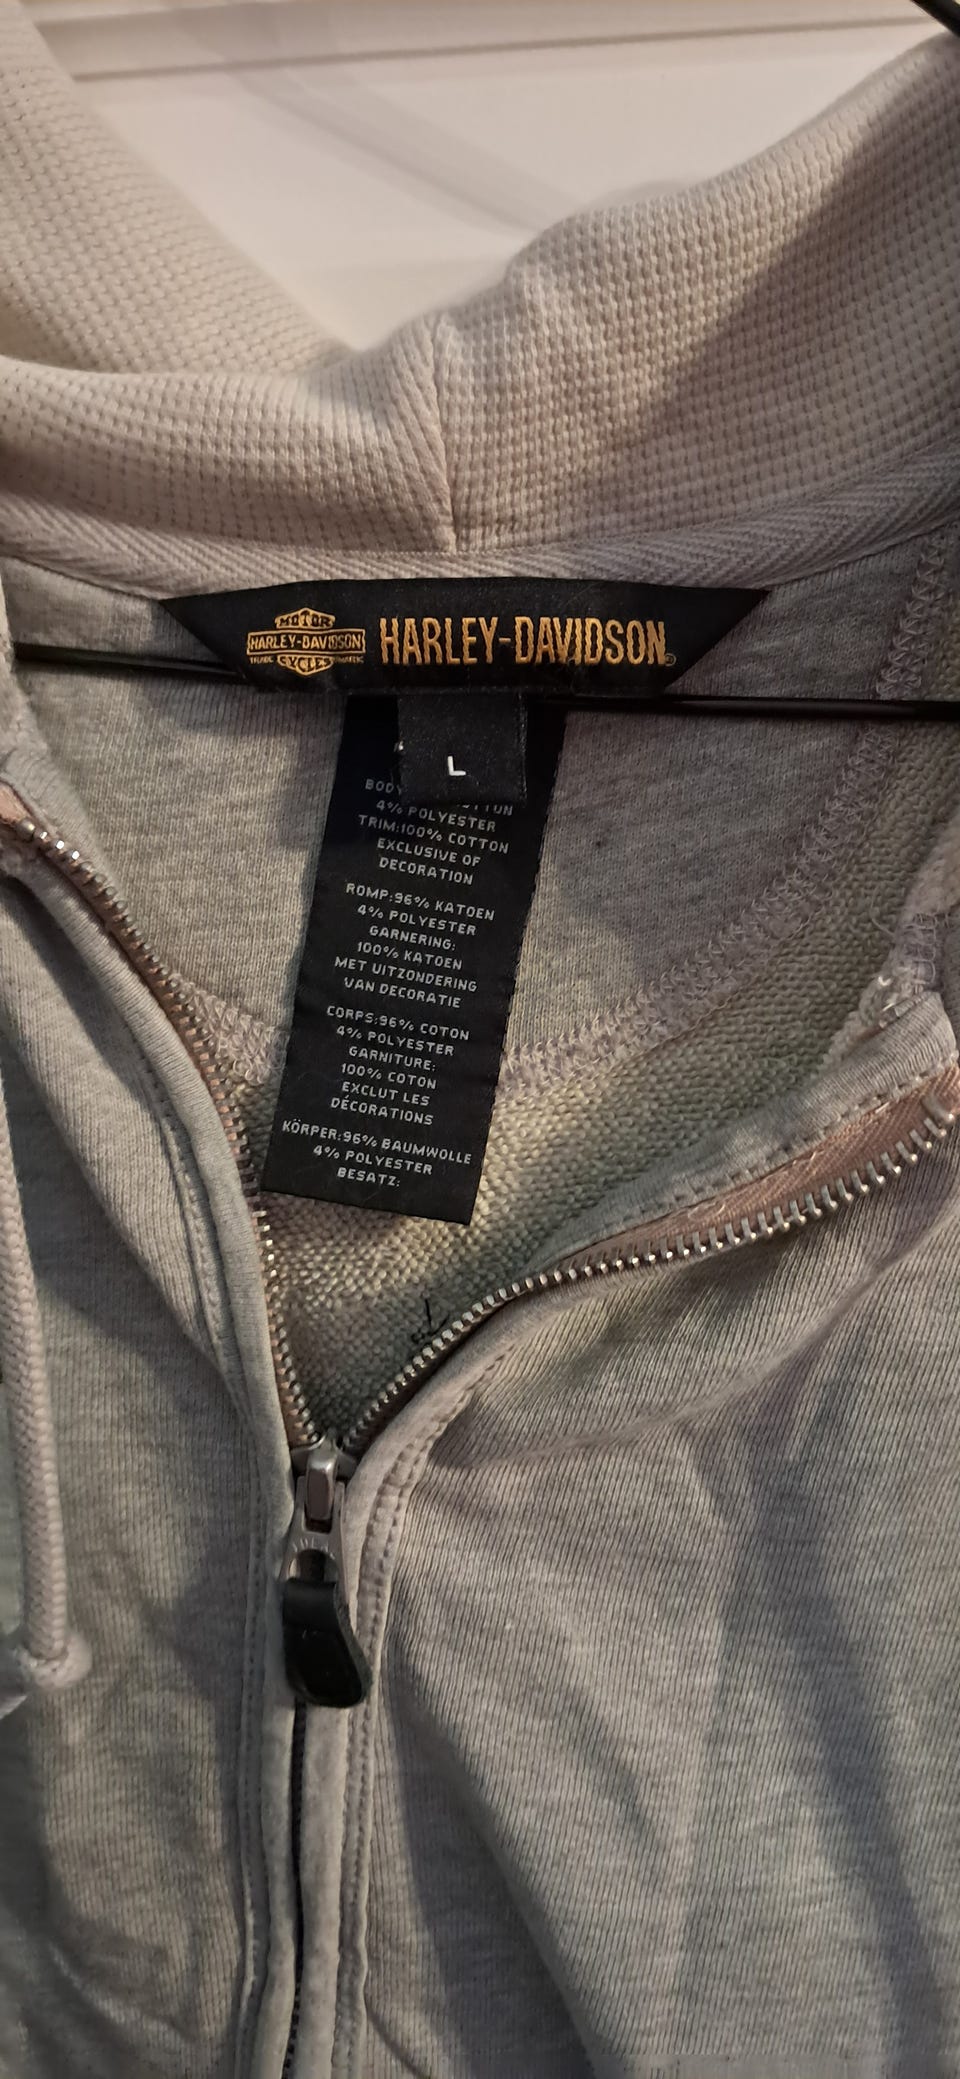 MOTOR
HARLEY-DAVIDSON
CYCLES
HARLEY-DAVIDSON®
L
BODY
4% POLYESTER
TRIM:100% COTTON
EXCLUSIVE OF
DECORATION
ROMP:96% KATOEN
4% POLYESTER
GARNERING:
100% KATOEN
MET UITZONDERING
VAN DECORATIE
CORPS:96% COTON
4% POLYESTER
GARNITURE:
100% COTON
EXCLUT LES
DÉCORATIONS
KÖRPER:96% BAUMWOLLE
4% POLYESTER
BESATZ: